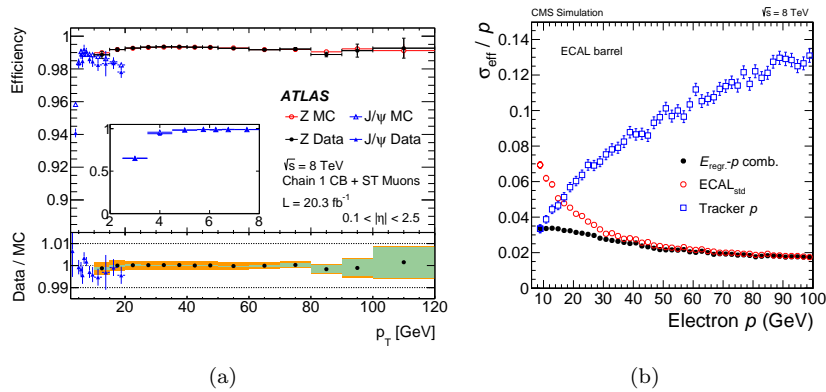 Efficiency
1
0.98
0.96
0.94
0.92
0.9
ATLAS
Z MC
J/ψ MC
Z Data
J/ψ Data
√s = 8 TeV
Chain 1 CB + ST Muons
L = 20.3 fb⁻¹
0.1 < |η| < 2.5
1
0.5
2 4 6 8
Data / MC
1.01
1
0.99
20 40 60 80 100 120
p_T [GeV]
(a)
CMS Simulation √s = 8 TeV
σ_eff / p
ECAL barrel
0.14
0.12
0.1
0.08
0.06
0.04
0.02
0
E_regr.-p comb.
ECAL_std
Tracker p
10 20 30 40 50 60 70 80 90 100
Electron p (GeV)
(b)